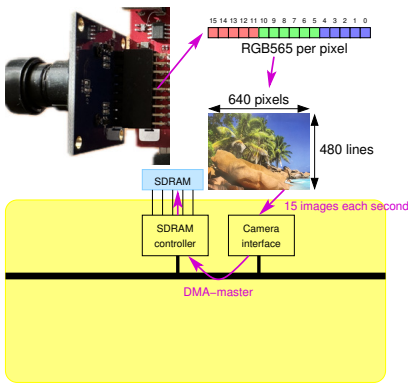 15 14 13 12 11 10 9 8 7 6 5 4 3 2 1 0
RGB565 per pixel
640 pixels
480 lines
SDRAM
15 images each second
SDRAM
controller
Camera
interface
DMA−master